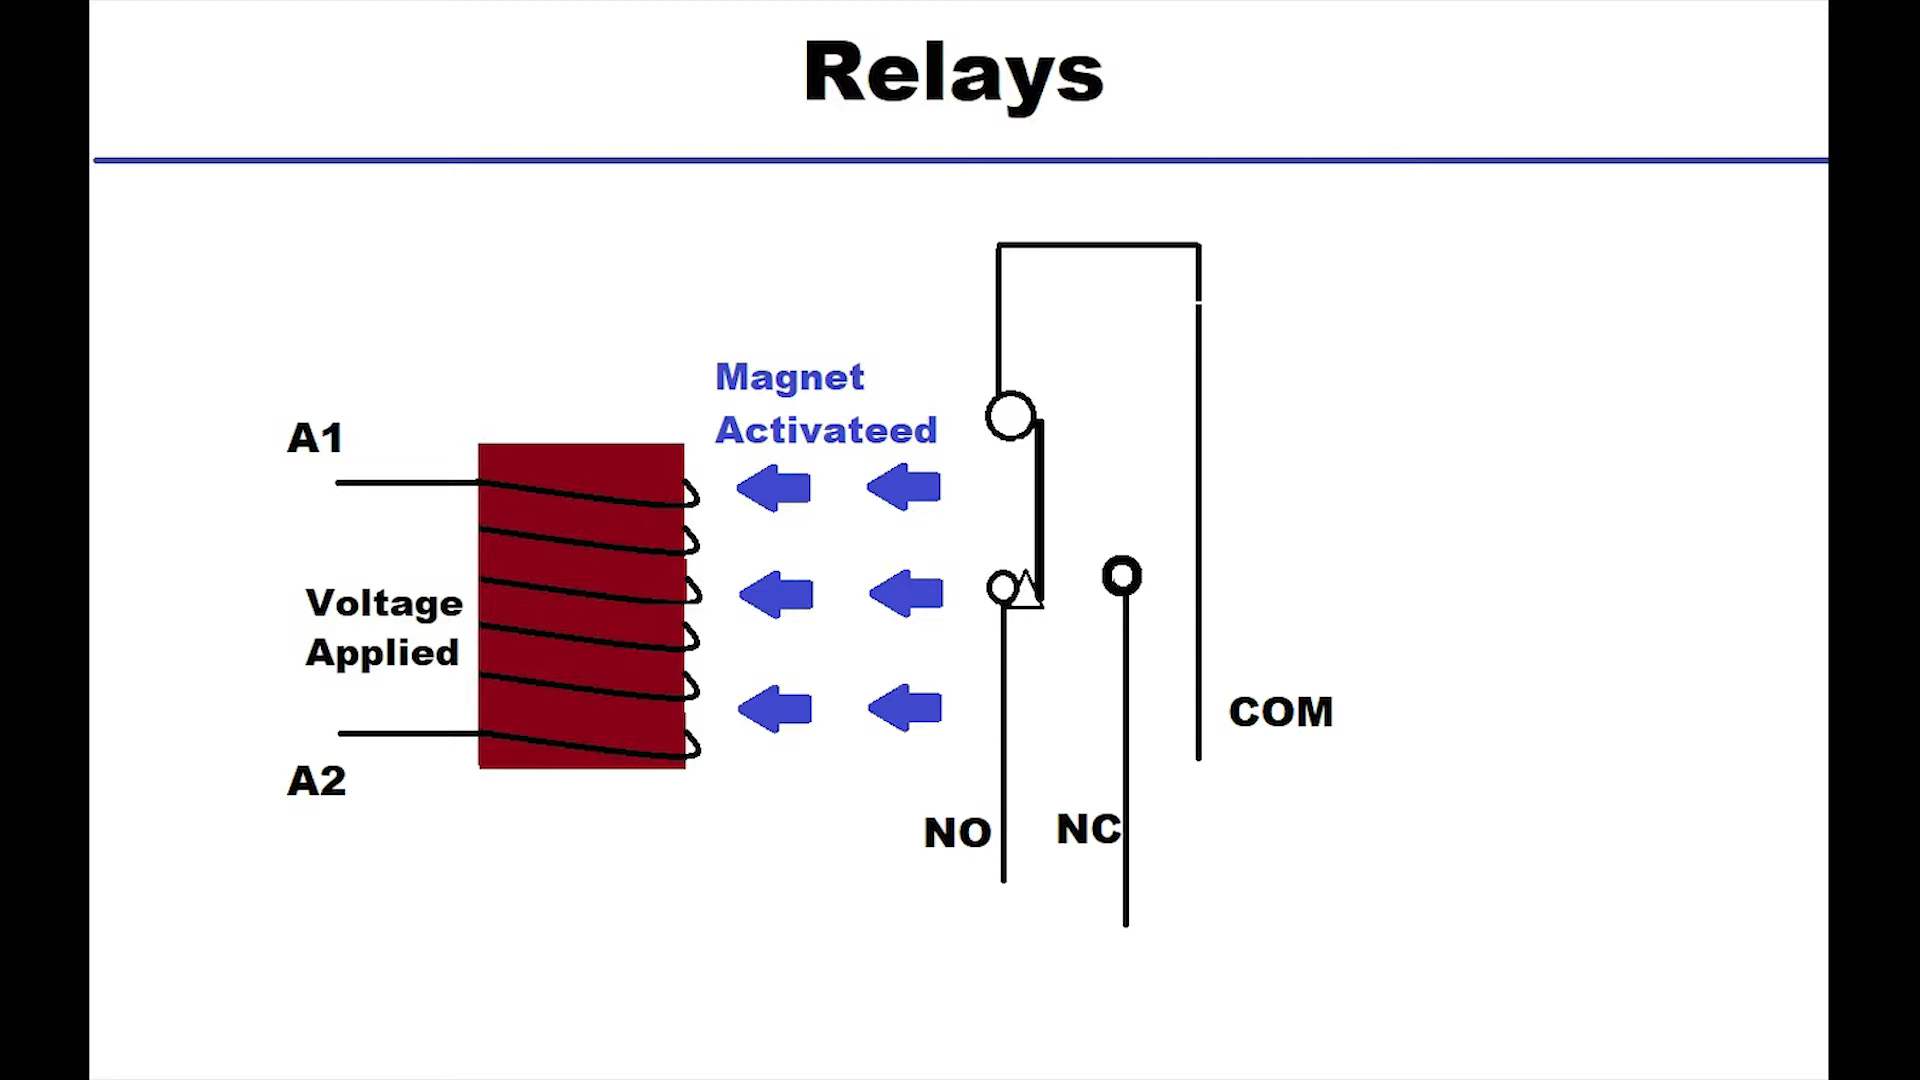 Relays
Magnet
Activateed
A1
Voltage
Applied
A2
COM
NO
NC